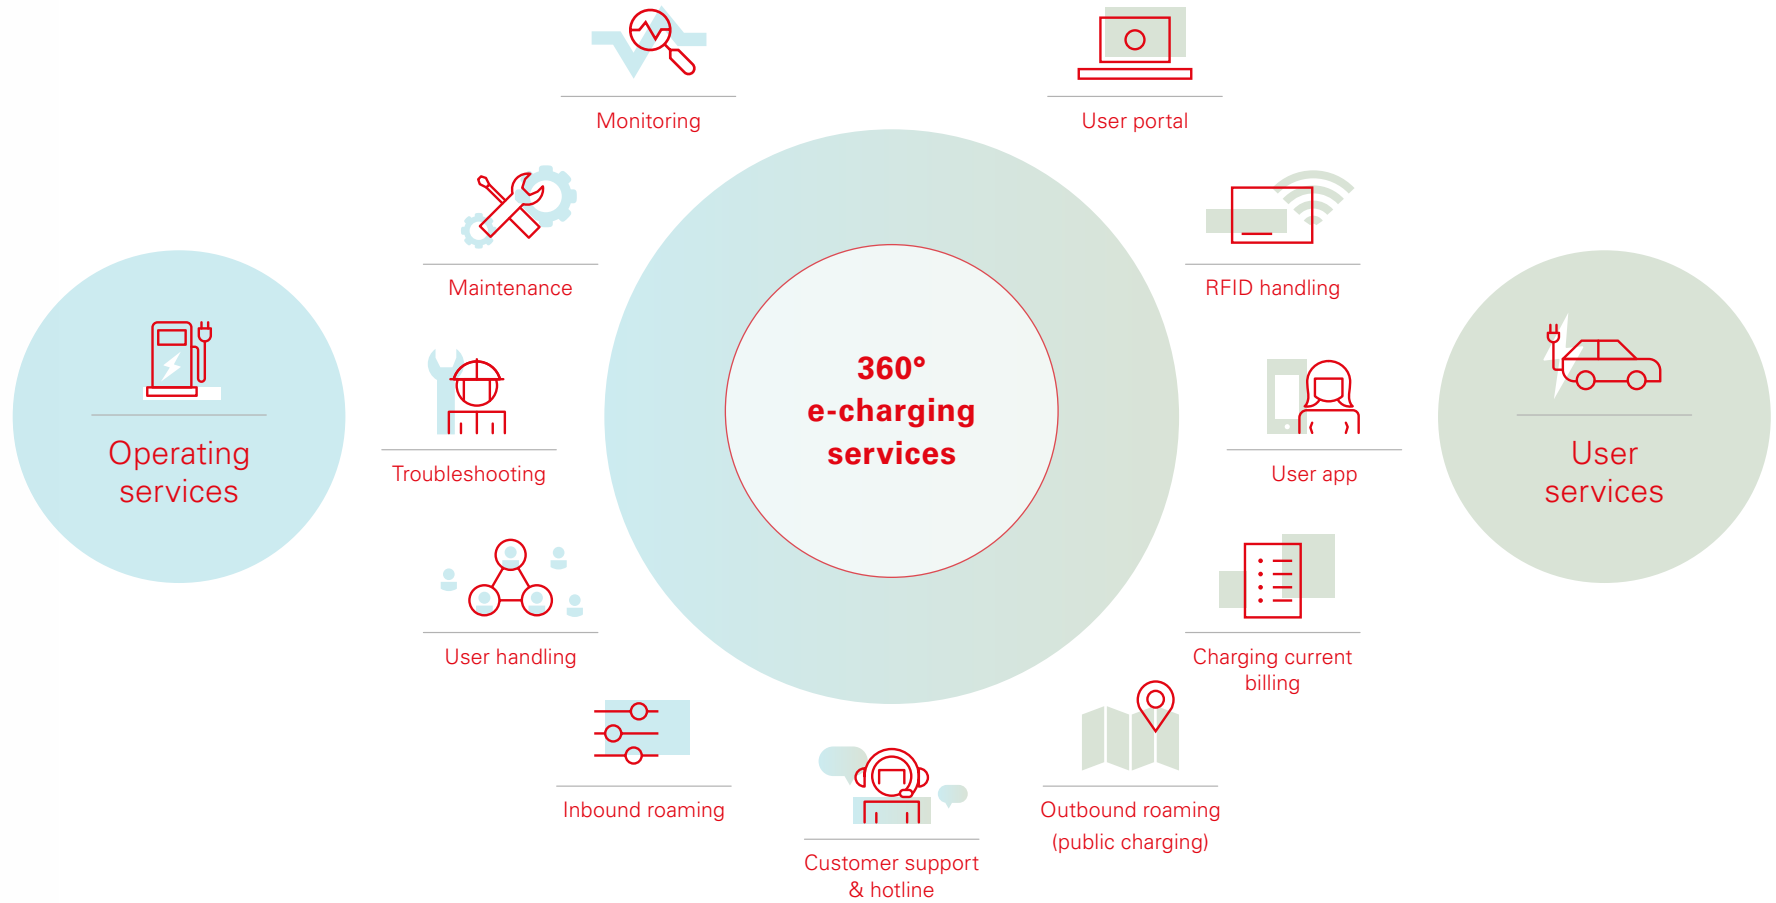 Monitoring
User portal
Maintenance
RFID handling
360°
e-charging
services
Operating
services
User
services
Troubleshooting
User app
User handling
Charging current
billing
Inbound roaming
Outbound roaming
(public charging)
Customer support
& hotline